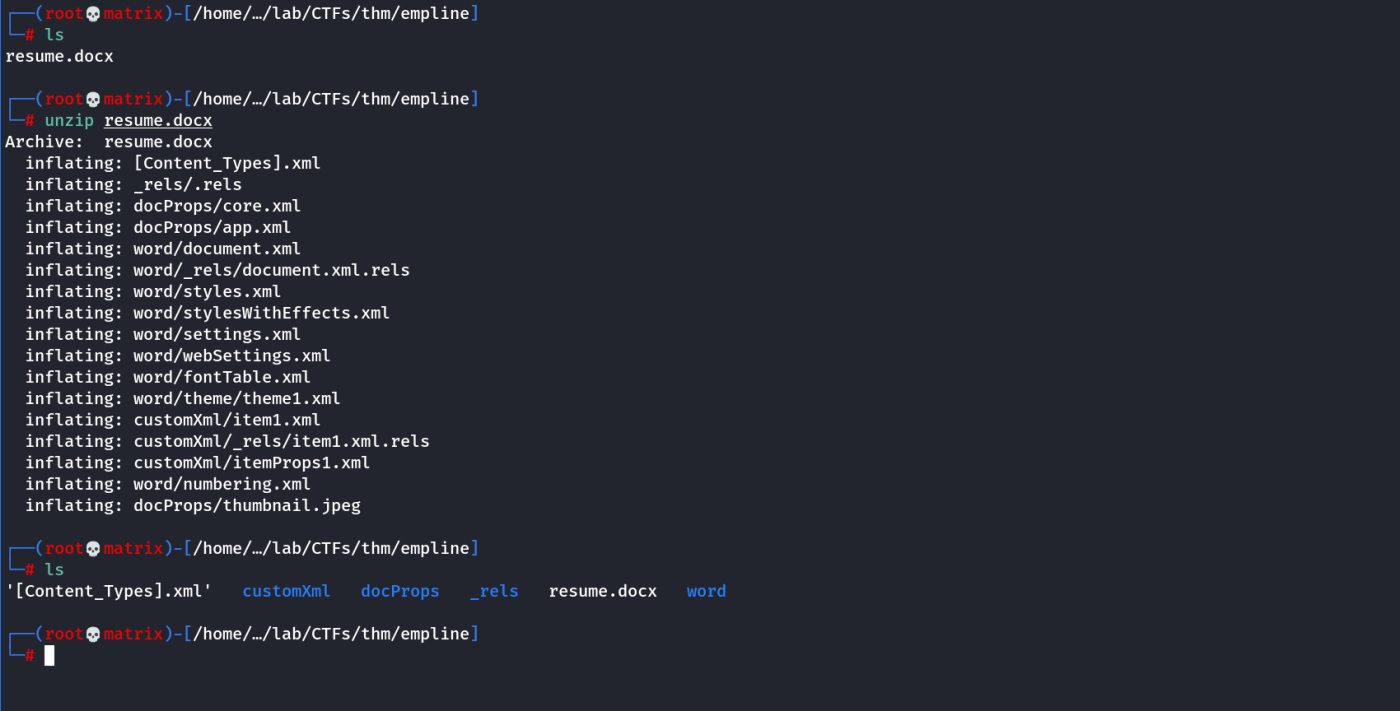 ┌──(root💀matrix)-[/home/…/lab/CTFs/thm/empline]
└─# ls
resume.docx
┌──(root💀matrix)-[/home/…/lab/CTFs/thm/empline]
└─# unzip resume.docx
Archive:  resume.docx
  inflating: [Content_Types].xml
  inflating: _rels/.rels
  inflating: docProps/core.xml
  inflating: docProps/app.xml
  inflating: word/document.xml
  inflating: word/_rels/document.xml.rels
  inflating: word/styles.xml
  inflating: word/stylesWithEffects.xml
  inflating: word/settings.xml
  inflating: word/webSettings.xml
  inflating: word/fontTable.xml
  inflating: word/theme/theme1.xml
  inflating: customXml/item1.xml
  inflating: customXml/_rels/item1.xml.rels
  inflating: customXml/itemProps1.xml
  inflating: word/numbering.xml
  inflating: docProps/thumbnail.jpeg
┌──(root💀matrix)-[/home/…/lab/CTFs/thm/empline]
└─# ls
'[Content_Types].xml'   customXml   docProps   _rels   resume.docx   word
┌──(root💀matrix)-[/home/…/lab/CTFs/thm/empline]
└─#